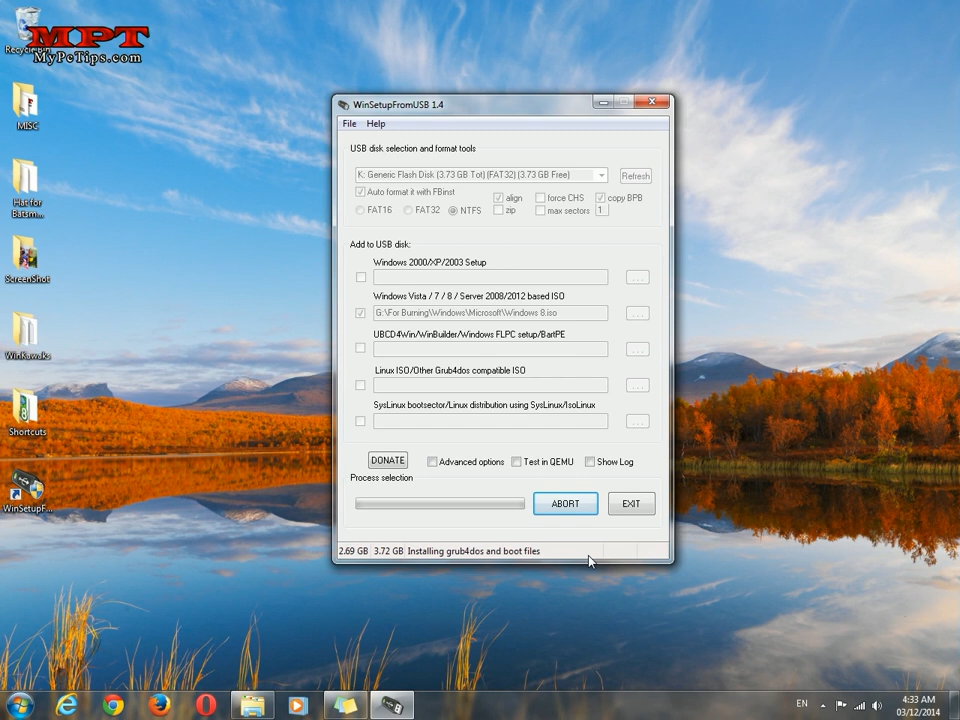 Recycle Bin
MPT
MyPcTips.com
MISC
Hat for
Batsm...
ScreenShot
WinKawaks
Shortcuts
WinSetupF...
WinSetupFromUSB 1.4
File Help
USB disk selection and format tools
K: Generic Flash Disk (3.73 GB Tot) (FAT32) (3.73 GB Free)
Refresh
Auto format it with FBinst
align force CHS copy BPB
FAT16 FAT32 NTFS zip max sectors 1
Add to USB disk:
Windows 2000/XP/2003 Setup
...
Windows Vista / 7 / 8 / Server 2008/2012 based ISO
G:\For Burning\Windows\Microsoft\Windows 8.iso
...
UBCD4Win/WinBuilder/Windows FLPC setup/BartPE
...
Linux ISO/Other Grub4dos compatible ISO
...
SysLinux bootsector/Linux distribution using SysLinux/IsoLinux
...
DONATE Advanced options Test in QEMU Show Log
Process selection
ABORT EXIT
2.69 GB 3.72 GB Installing grub4dos and boot files
EN
4:33 AM
03/12/2014